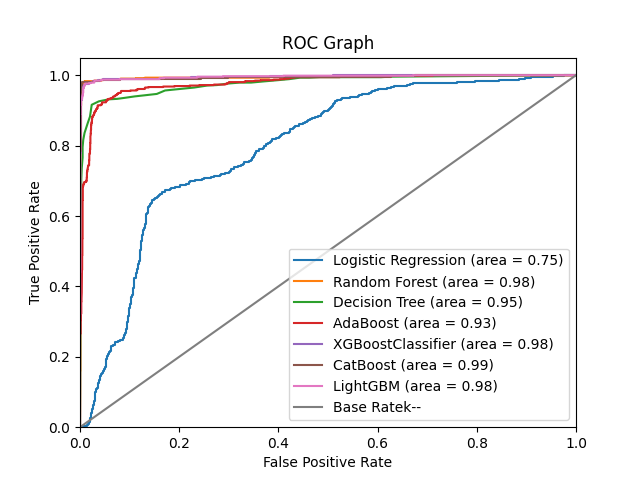 ROC Graph
True Positive Rate
1.0
0.8
0.6
0.4
0.2
0.0
Logistic Regression (area = 0.75)
Random Forest (area = 0.98)
Decision Tree (area = 0.95)
AdaBoost (area = 0.93)
XGBoostClassifier (area = 0.98)
CatBoost (area = 0.99)
LightGBM (area = 0.98)
Base Ratek--
0.0 0.2 0.4 0.6 0.8 1.0
False Positive Rate